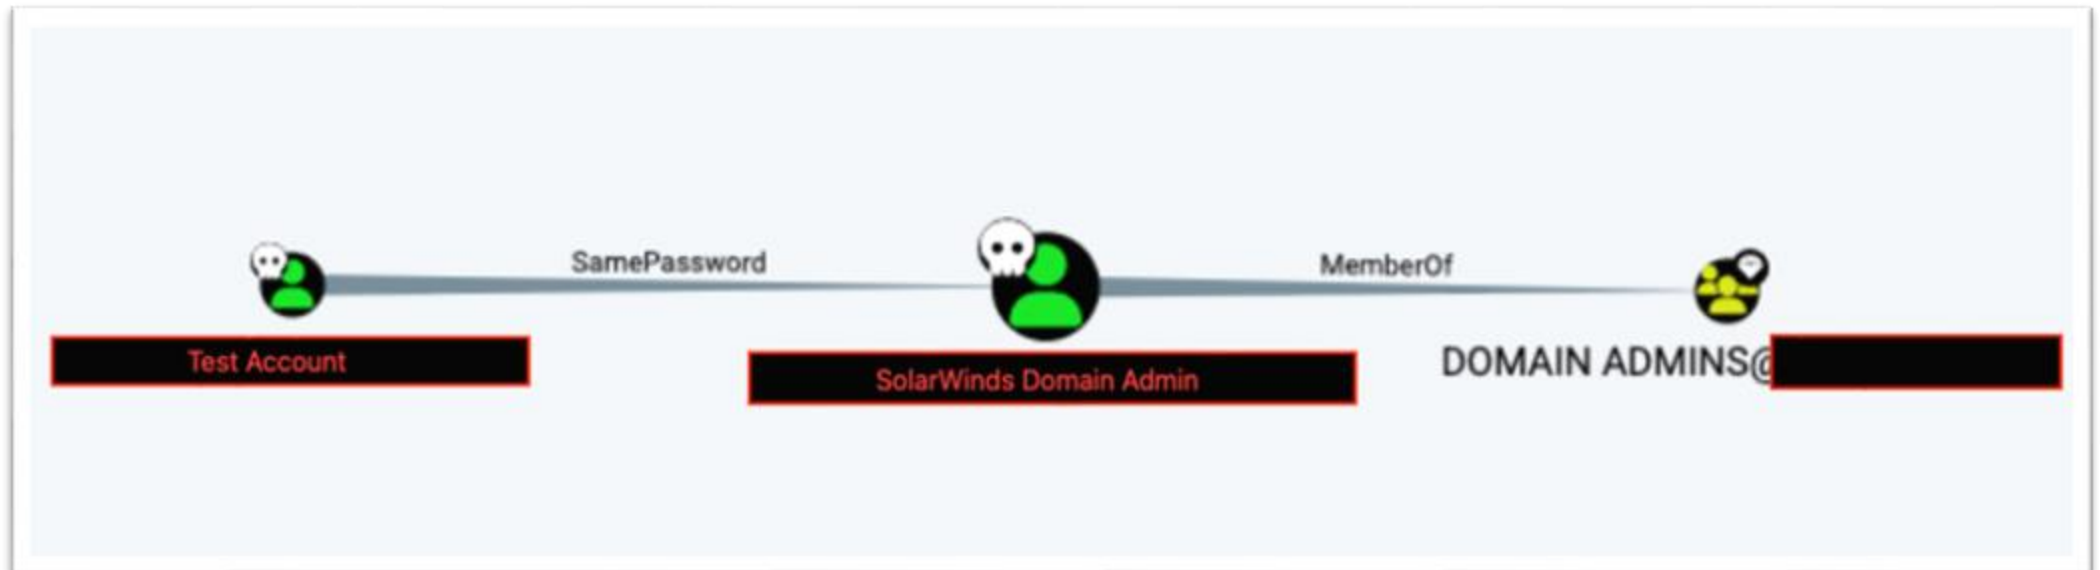 SamePassword
MemberOf
Test Account
SolarWinds Domain Admin
DOMAIN ADMINS@